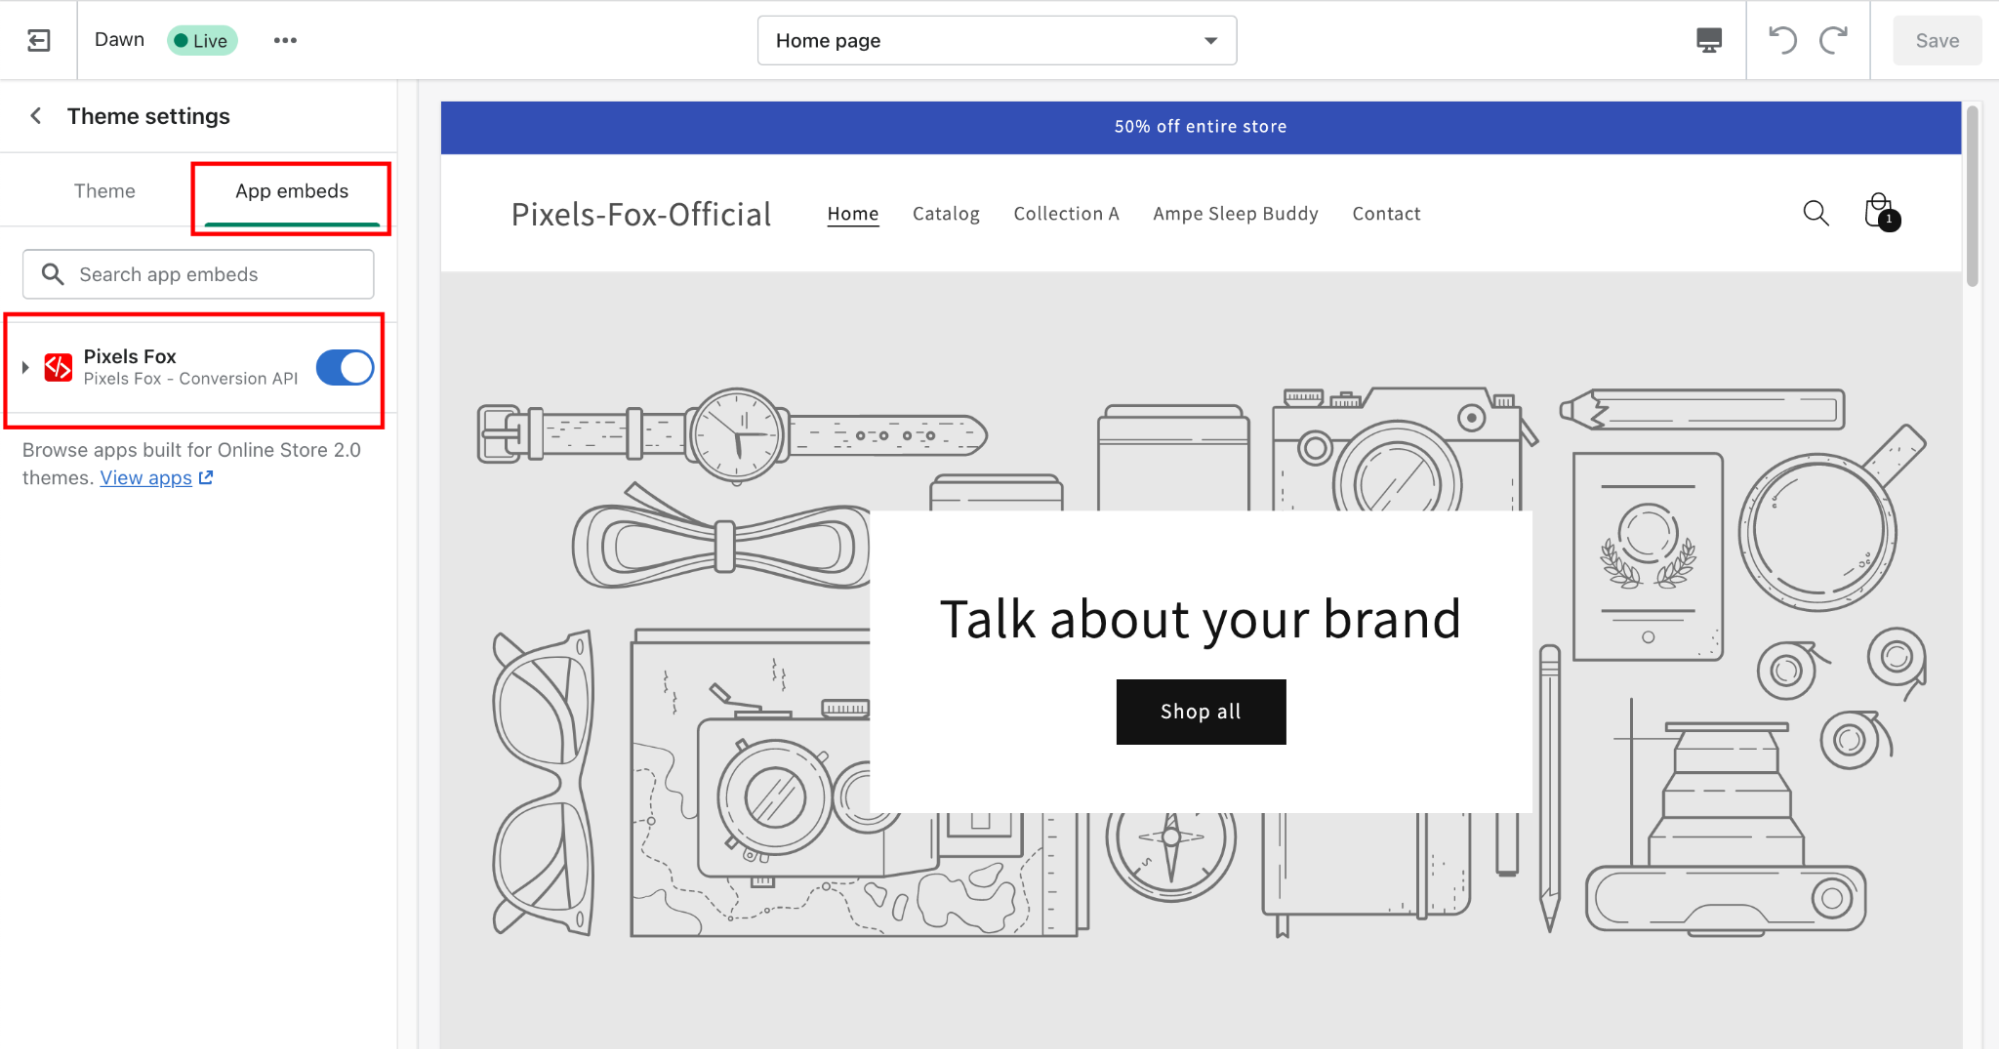 Dawn
Live
Home page
Save
Theme settings
Theme
App embeds
Search app embeds
Pixels Fox
Pixels Fox - Conversion API
Browse apps built for Online Store 2.0
themes. View apps
50% off entire store
Pixels-Fox-Official
Home
Catalog
Collection A
Ampe Sleep Buddy
Contact
1
Talk about your brand
Shop all